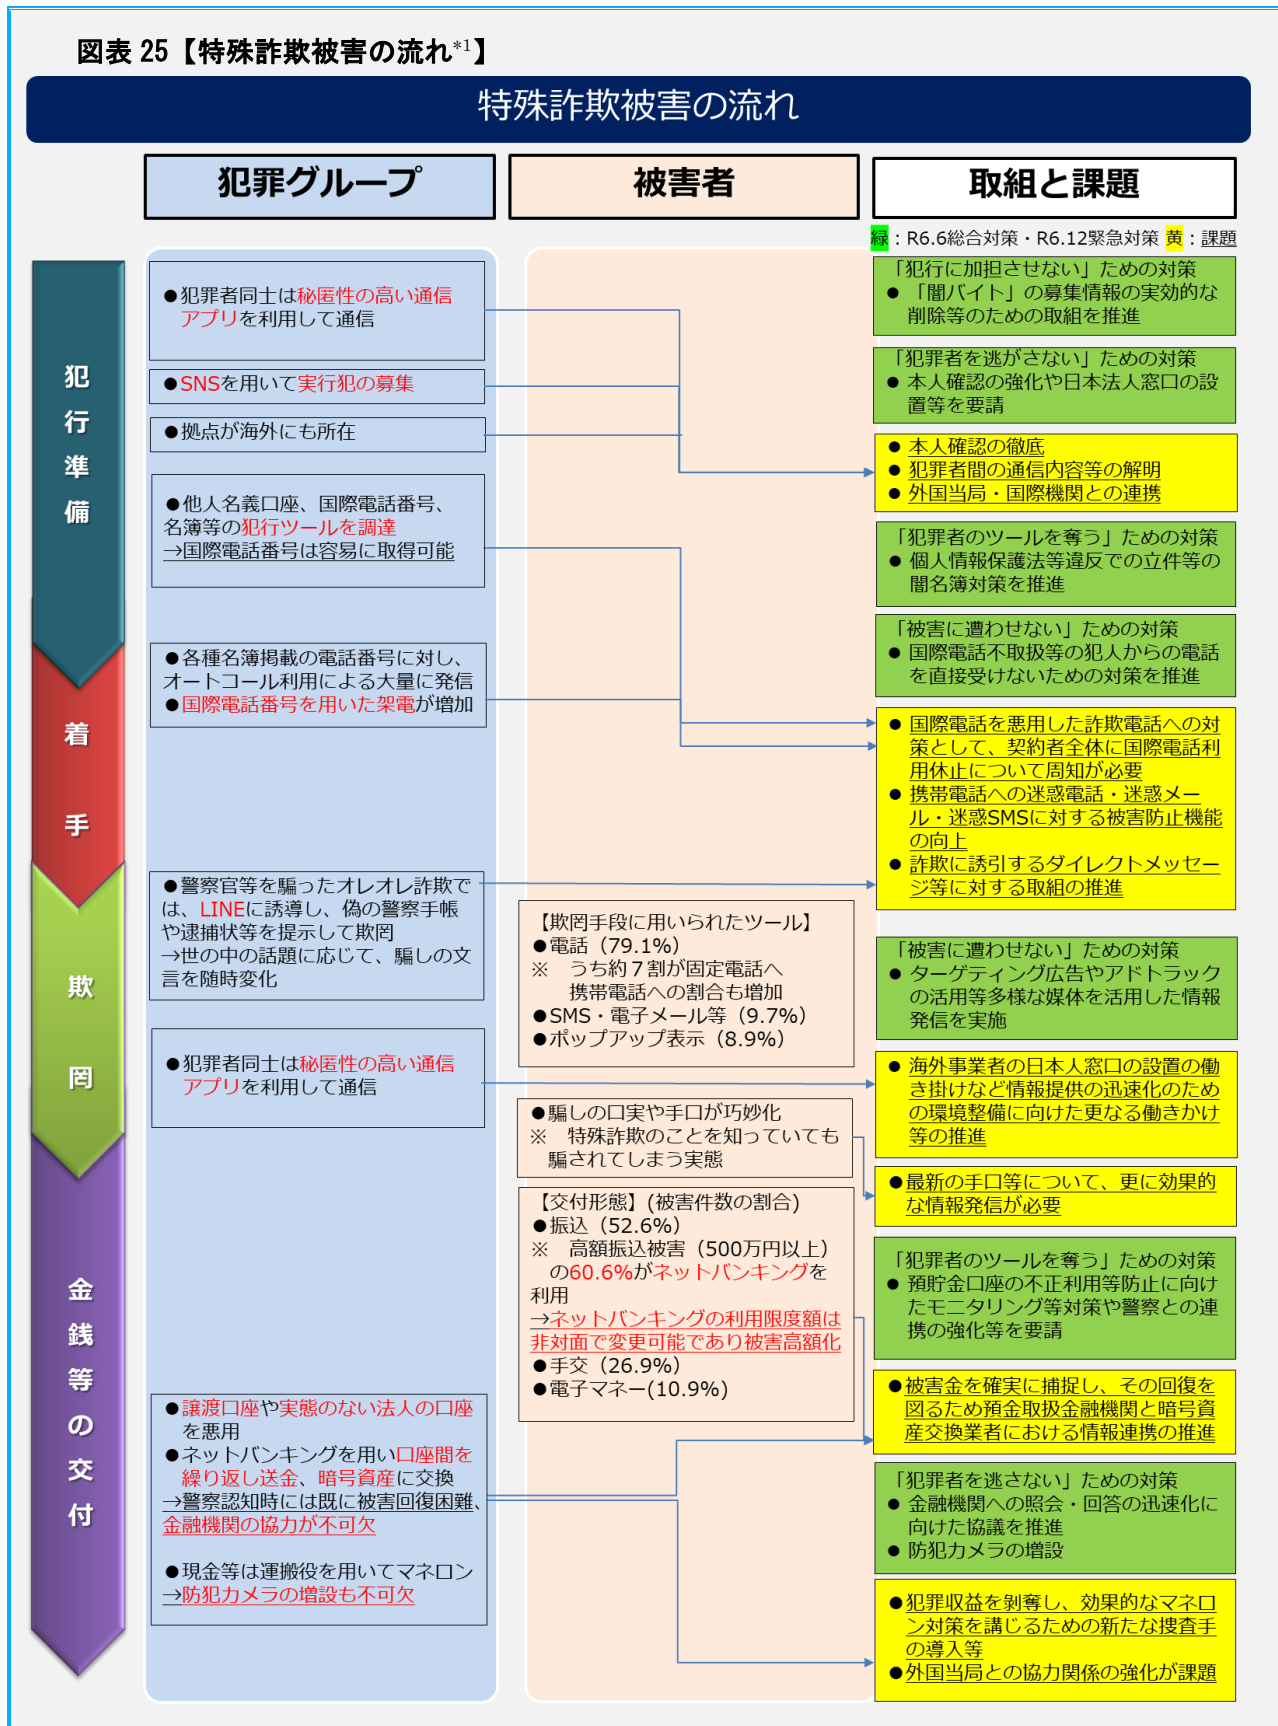 図表 25【特殊詐欺被害の流れ*1】
特殊詐欺被害の流れ
犯罪グループ
被害者
取組と課題
緑：R6.6総合対策・R6.12緊急対策 黄：課題
犯行準備
着手
欺罔
金銭等の交付
●犯罪者同士は秘匿性の高い通信
アプリを利用して通信
●SNSを用いて実行犯の募集
●拠点が海外にも所在
●他人名義口座、国際電話番号、
名簿等の犯行ツールを調達
→国際電話番号は容易に取得可能
●各種名簿掲載の電話番号に対し、
オートコール利用による大量に発信
●国際電話番号を用いた架電が増加
●警察官等を騙ったオレオレ詐欺で
は、LINEに誘導し、偽の警察手帳
や逮捕状等を提示して欺罔
→世の中の話題に応じて、騙しの文
言を随時変化
●犯罪者同士は秘匿性の高い通信
アプリを利用して通信
●譲渡口座や実態のない法人の口座
を悪用
●ネットバンキングを用い口座間を
繰り返し送金、暗号資産に交換
→警察認知時には既に被害回復困難、
金融機関の協力が不可欠
●現金等は運搬役を用いてマネロン
→防犯カメラの増設も不可欠
【欺罔手段に用いられたツール】
●電話（79.1%）
※　うち約７割が固定電話へ
携帯電話への割合も増加
●SMS・電子メール等（9.7%）
●ポップアップ表示（8.9%）
●騙しの口実や手口が巧妙化
※　特殊詐欺のことを知っていても
騙されてしまう実態
【交付形態】(被害件数の割合)
●振込（52.6%）
※　高額振込被害（500万円以上）
の60.6%がネットバンキングを
利用
→ネットバンキングの利用限度額は
非対面で変更可能であり被害高額化
●手交（26.9%）
●電子マネー(10.9%)
「犯行に加担させない」ための対策
● 「闇バイト」の募集情報の実効的な
削除等のための取組を推進
「犯罪者を逃がさない」ための対策
● 本人確認の強化や日本法人窓口の設
置等を要請
● 本人確認の徹底
● 犯罪者間の通信内容等の解明
● 外国当局・国際機関との連携
「犯罪者のツールを奪う」ための対策
● 個人情報保護法等違反での立件等の
闇名簿対策を推進
「被害に遭わせない」ための対策
● 国際電話不取扱等の犯人からの電話
を直接受けないための対策を推進
● 国際電話を悪用した詐欺電話への対
策として、契約者全体に国際電話利
用休止について周知が必要
● 携帯電話への迷惑電話・迷惑メー
ル・迷惑SMSに対する被害防止機能
の向上
● 詐欺に誘引するダイレクトメッセー
ジ等に対する取組の推進
「被害に遭わせない」ための対策
● ターゲティング広告やアドトラック
の活用等多様な媒体を活用した情報
発信を実施
● 海外事業者の日本人窓口の設置の働
き掛けなど情報提供の迅速化のため
の環境整備に向けた更なる働きかけ
等の推進
●最新の手口等について、更に効果的
な情報発信が必要
「犯罪者のツールを奪う」ための対策
● 預貯金口座の不正利用等防止に向け
たモニタリング等対策や警察との連
携の強化等を要請
●被害金を確実に捕捉し、その回復を
図るため預金取扱金融機関と暗号資
産交換業者における情報連携の推進
「犯罪者を逃さない」ための対策
● 金融機関への照会・回答の迅速化に
向けた協議を推進
● 防犯カメラの増設
●犯罪収益を剝奪し、効果的なマネロ
ン対策を講じるための新たな捜査手
の導入等
●外国当局との協力関係の強化が課題